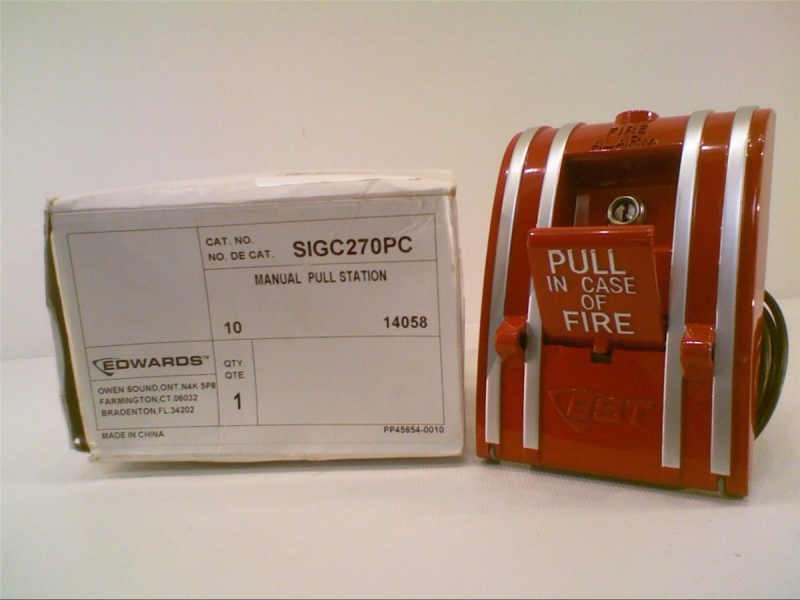 CAT. NO.
NO. DE CAT. SIGC270PC
MANUAL PULL STATION
10 14058
EDWARDS™
OWEN SOUND,ONT.N4K 5P8
FARMINGTON,CT.06032
BRADENTON,FL.34202
QTY.
QTE.
1
MADE IN CHINA
PP45654-0010
FIRE
ALARM
PULL
IN CASE
OF
FIRE
EST